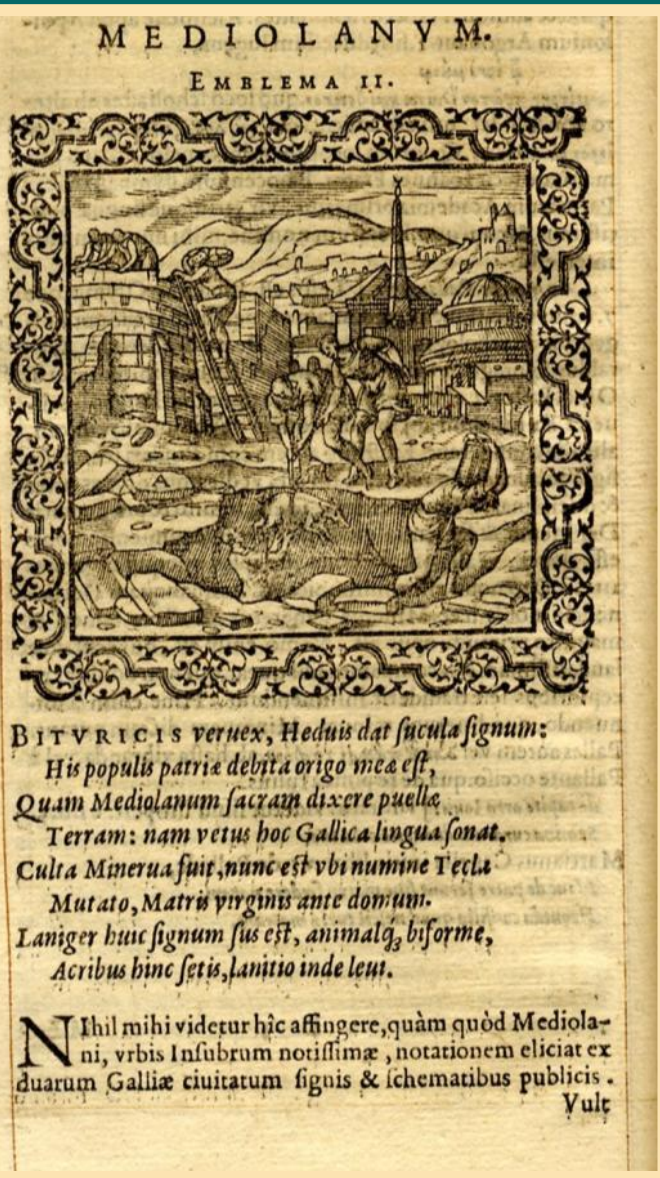 MEDIOLANVM.
EMBLEMA II.
A
BITVRICIS veruex, Heduis dat ſucula ſignum:
His populis patriæ debita origo meæ eſt,
Quam Mediolanum ſacram dixere puellæ
Terram: nam vetus hoc Gallica lingua ſonat.
Culta Minerua fuit, nunc eſt vbi numine Tecla
Mutato, Matris virginis ante domum.
Laniger huic ſignum ſus eſt, animalq́ꝫ biforme,
Acribus hinc ſetis, lanitio inde leui.
NIhil mihi videtur hîc affingere, quàm quòd Mediola-
ni, vrbis Inſubrum notiſſimæ, notationem eliciat ex
duarum Galliæ ciuitatum ſignis & ſchematibus publicis.
Vult